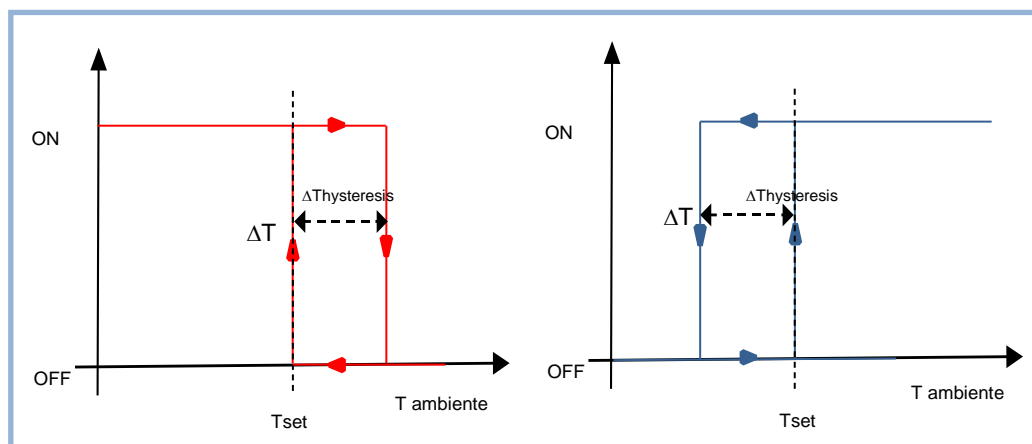 ON
ΔThysteresis
ΔT
OFF
T ambiente
Tset
ON
ΔThysteresis
ΔT
OFF
T ambiente
Tset